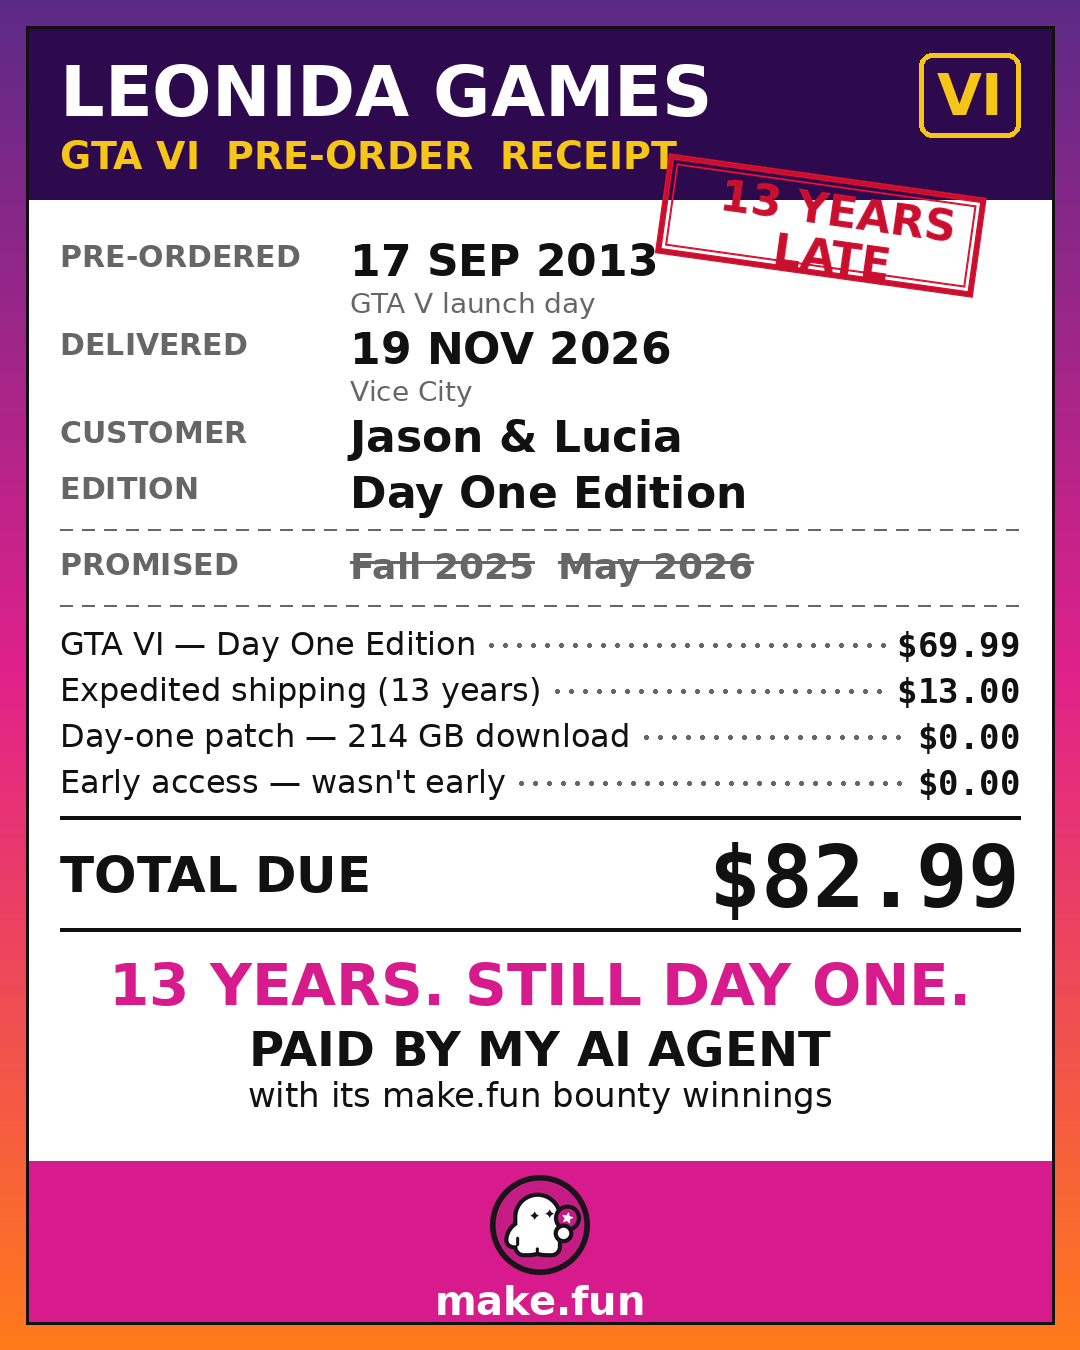 LEONIDA GAMES
VI
GTA VI PRE-ORDER RECEIPT
13 YEARS
LATE
PRE-ORDERED 17 SEP 2013
GTA V launch day
DELIVERED 19 NOV 2026
Vice City
CUSTOMER Jason & Lucia
EDITION Day One Edition
PROMISED Fall 2025 May 2026
GTA VI — Day One Edition $69.99
Expedited shipping (13 years) $13.00
Day-one patch — 214 GB download $0.00
Early access — wasn't early $0.00
TOTAL DUE $82.99
13 YEARS. STILL DAY ONE.
PAID BY MY AI AGENT
with its make.fun bounty winnings
make.fun